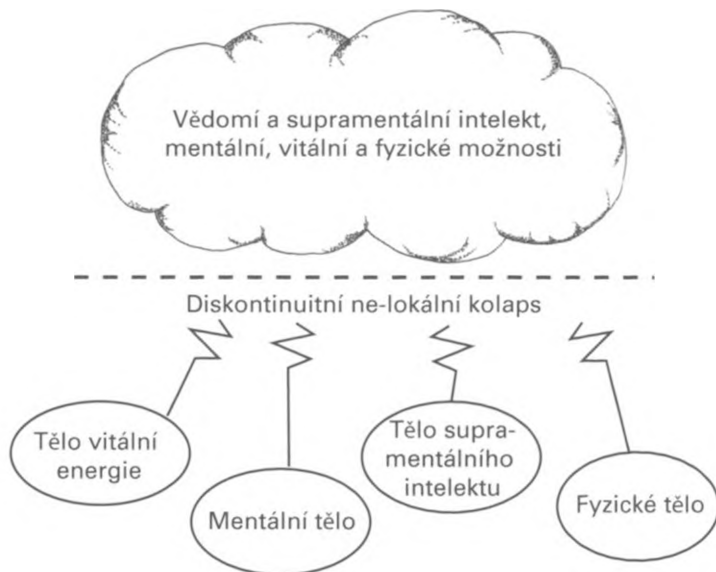 Vědomí a supramentální intelekt,
mentální, vitální a fyzické možnosti
Diskontinuitní ne-lokální kolaps
Tělo vitální
energie
Mentální tělo
Tělo supra-
mentálního
intelektu
Fyzické tělo